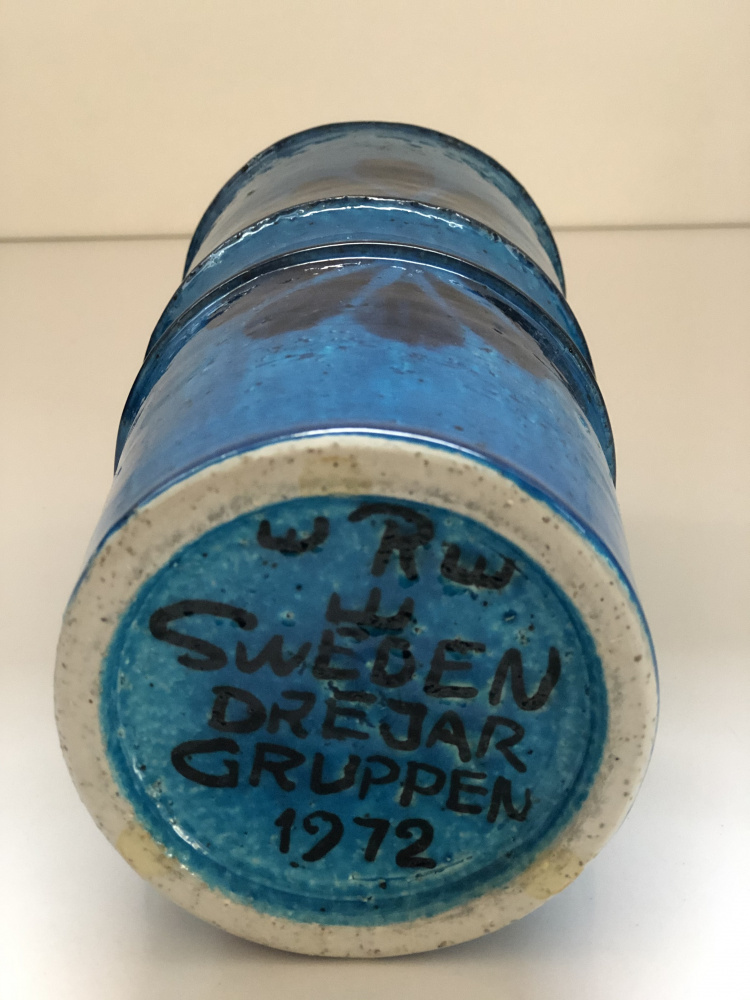 W R W
W
SWEDEN
DREJAR
GRUPPEN
1972